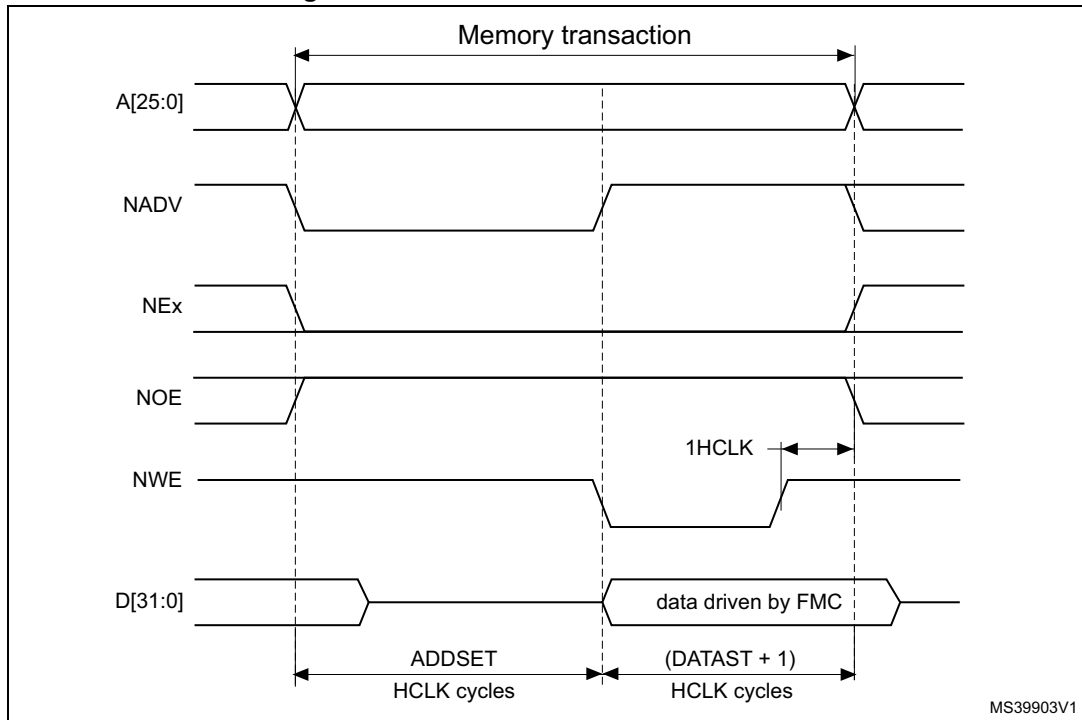 Memory transaction
A[25:0]
NADV
NEx
NOE
1HCLK
NWE
D[31:0]
data driven by FMC
ADDSET
(DATAST + 1)
HCLK cycles
HCLK cycles
MS39903V1